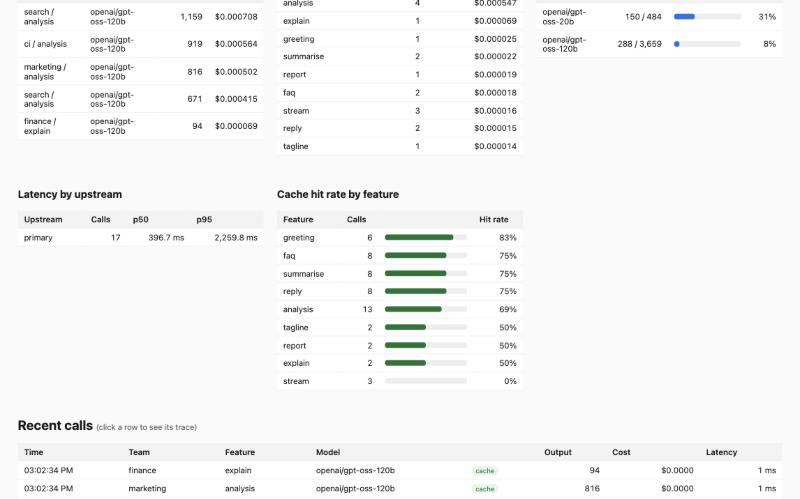 search / analysis openai/gpt-oss-120b 1,159 $0.000708
ci / analysis openai/gpt-oss-120b 919 $0.000564
marketing / analysis openai/gpt-oss-120b 816 $0.000502
search / analysis openai/gpt-oss-120b 671 $0.000415
finance / explain openai/gpt-oss-120b 94 $0.000069
analysis 4 $0.000547
explain 1 $0.000069
greeting 1 $0.000025
summarise 2 $0.000022
report 1 $0.000019
faq 2 $0.000018
stream 3 $0.000016
reply 2 $0.000015
tagline 1 $0.000014
openai/gpt-oss-20b 150 / 484 31%
openai/gpt-oss-120b 288 / 3,659 8%
Latency by upstream
Upstream Calls p50 p95
primary 17 396.7 ms 2,259.8 ms
Cache hit rate by feature
Feature Calls Hit rate
greeting 6 83%
faq 8 75%
summarise 8 75%
reply 8 75%
analysis 13 69%
tagline 2 50%
report 2 50%
explain 2 50%
stream 3 0%
Recent calls (click a row to see its trace)
Time Team Feature Model Output Cost Latency
03:02:34 PM finance explain openai/gpt-oss-120b cache 94 $0.0000 1 ms
03:02:34 PM marketing analysis openai/gpt-oss-120b cache 816 $0.0000 1 ms